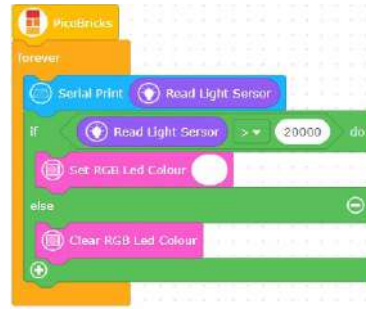 PicoBricks
forever
Serial Print Read Light Sensor
if Read Light Sensor > 20000 do
Set RGB Led Colour
else
Clear RGB Led Colour